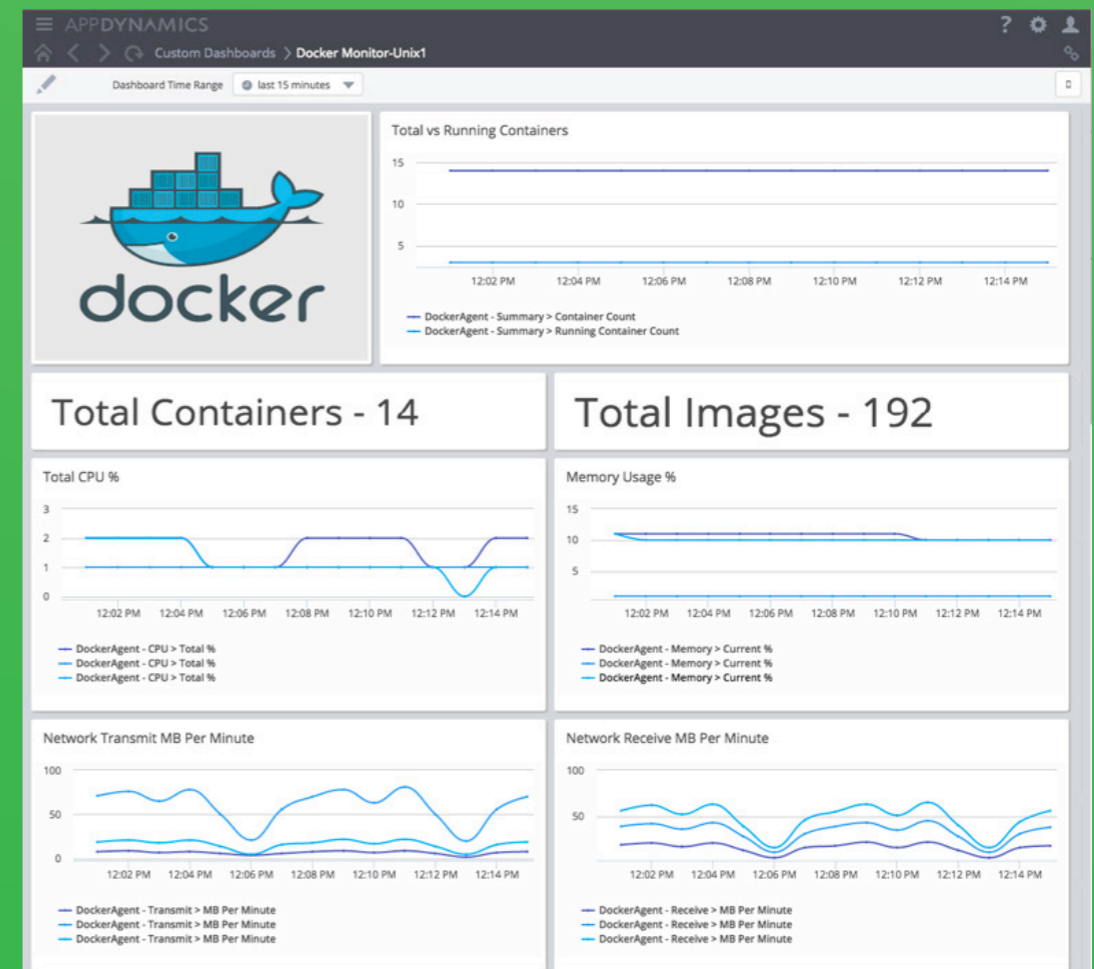 APPDYNAMICS
?
Custom Dashboards > Docker Monitor-Unix1
Dashboard Time Range last 15 minutes
docker
Total vs Running Containers
15
10
5
12:02 PM 12:04 PM 12:06 PM 12:08 PM 12:10 PM 12:12 PM 12:14 PM
DockerAgent - Summary > Container Count
DockerAgent - Summary > Running Container Count
Total Containers - 14
Total Images - 192
Total CPU %
3
2
1
0
12:02 PM 12:04 PM 12:06 PM 12:08 PM 12:10 PM 12:12 PM 12:14 PM
DockerAgent - CPU > Total %
DockerAgent - CPU > Total %
DockerAgent - CPU > Total %
Memory Usage %
15
10
5
12:02 PM 12:04 PM 12:06 PM 12:08 PM 12:10 PM 12:12 PM 12:14 PM
DockerAgent - Memory > Current %
DockerAgent - Memory > Current %
DockerAgent - Memory > Current %
Network Transmit MB Per Minute
100
50
0
12:02 PM 12:04 PM 12:06 PM 12:08 PM 12:10 PM 12:12 PM 12:14 PM
DockerAgent - Transmit > MB Per Minute
DockerAgent - Transmit > MB Per Minute
DockerAgent - Transmit > MB Per Minute
Network Receive MB Per Minute
100
50
12:02 PM 12:04 PM 12:06 PM 12:08 PM 12:10 PM 12:12 PM 12:14 PM
DockerAgent - Receive > MB Per Minute
DockerAgent - Receive > MB Per Minute
DockerAgent - Receive > MB Per Minute